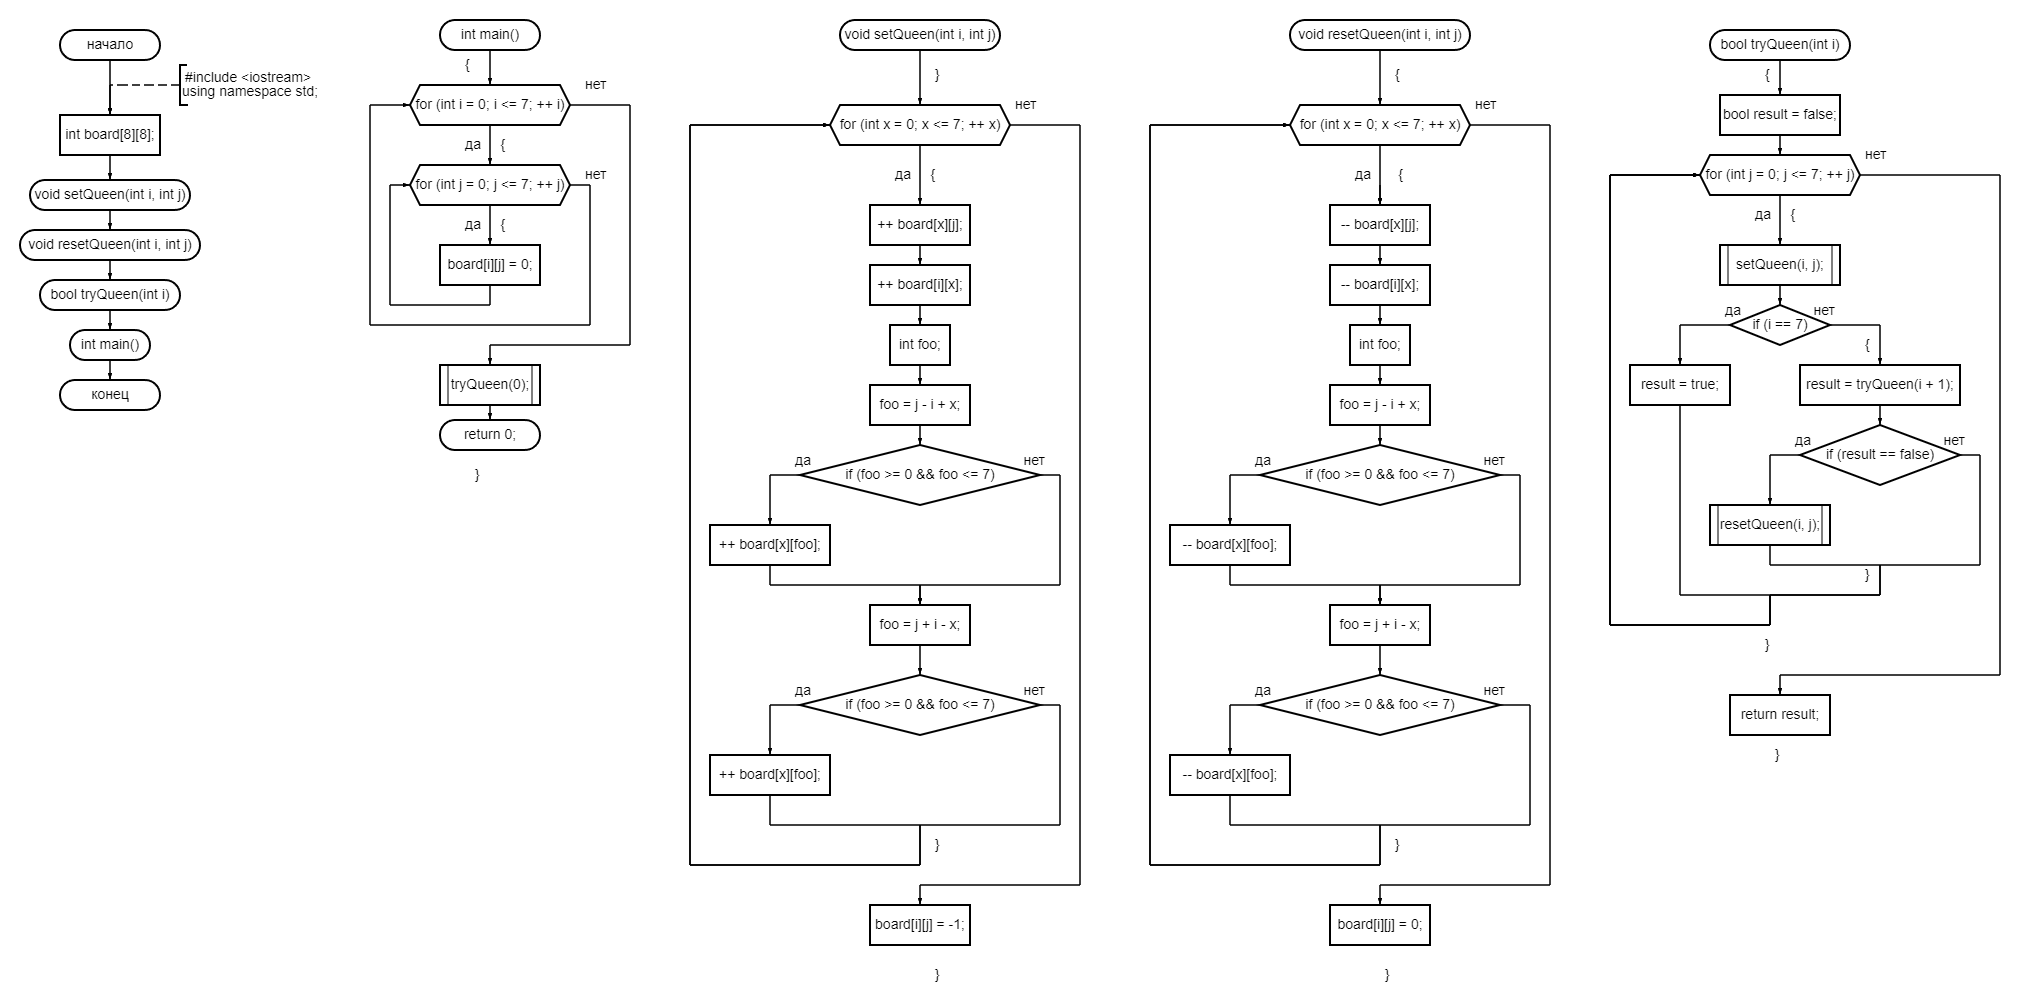 начало
#include <iostream>
using namespace std;
int board[8][8];
void setQueen(int i, int j)
void resetQueen(int i, int j)
bool tryQueen(int i)
int main()
конец
int main()
{
for (int i = 0; i <= 7; ++ i)
нет
да {
for (int j = 0; j <= 7; ++ j)
нет
да {
board[i][j] = 0;
tryQueen(0);
return 0;
}
void setQueen(int i, int j)
}
for (int x = 0; x <= 7; ++ x)
нет
да {
++ board[x][j];
++ board[i][x];
int foo;
foo = j - i + x;
да
if (foo >= 0 && foo <= 7)
нет
++ board[x][foo];
foo = j + i - x;
да
if (foo >= 0 && foo <= 7)
нет
++ board[x][foo];
}
board[i][j] = -1;
}
void resetQueen(int i, int j)
{
for (int x = 0; x <= 7; ++ x)
нет
да {
-- board[x][j];
-- board[i][x];
int foo;
foo = j - i + x;
да
if (foo >= 0 && foo <= 7)
нет
-- board[x][foo];
foo = j + i - x;
да
if (foo >= 0 && foo <= 7)
нет
-- board[x][foo];
}
board[i][j] = 0;
}
bool tryQueen(int i)
{
bool result = false;
for (int j = 0; j <= 7; ++ j)
нет
да {
setQueen(i, j);
да
if (i == 7)
нет
{
result = true;
result = tryQueen(i + 1);
да
if (result == false)
нет
resetQueen(i, j);
}
}
return result;
}